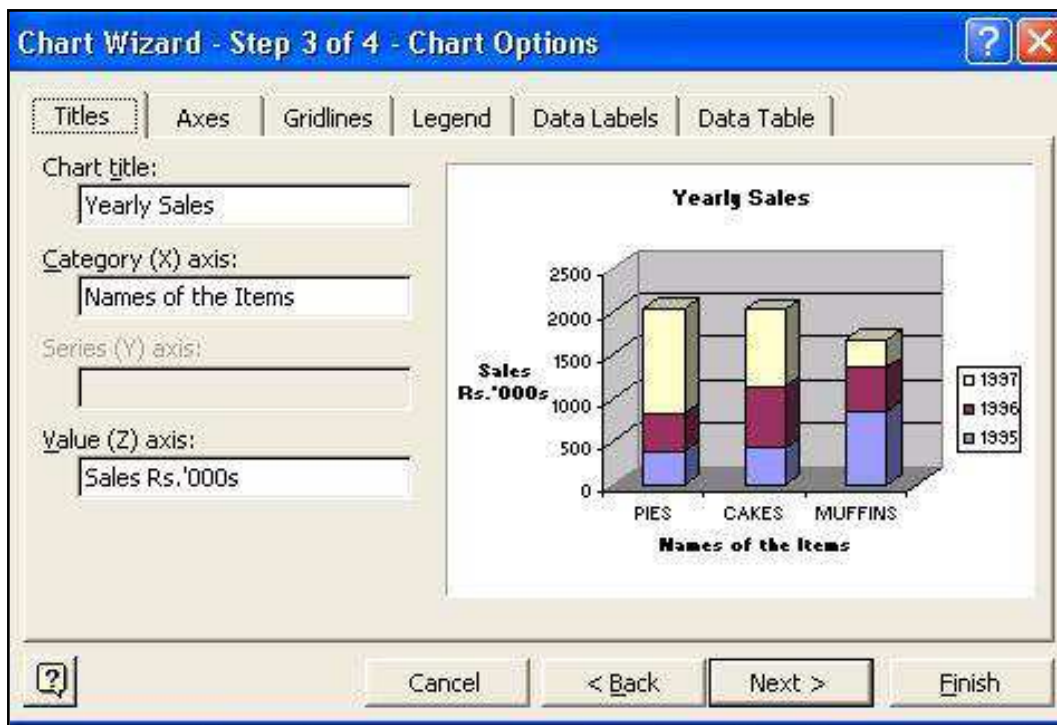 Chart Wizard - Step 3 of 4 - Chart Options
Titles Axes Gridlines Legend Data Labels Data Table
Chart title:
Yearly Sales
Category (X) axis:
Names of the Items
Series (Y) axis:
Value (Z) axis:
Sales Rs.'000s
Yearly Sales
2500
2000
1500
1000
500
0
Sales
Rs.'000s
PIES CAKES MUFFINS
Names of the Items
1997
1996
1995
Cancel < Back Next > Finish